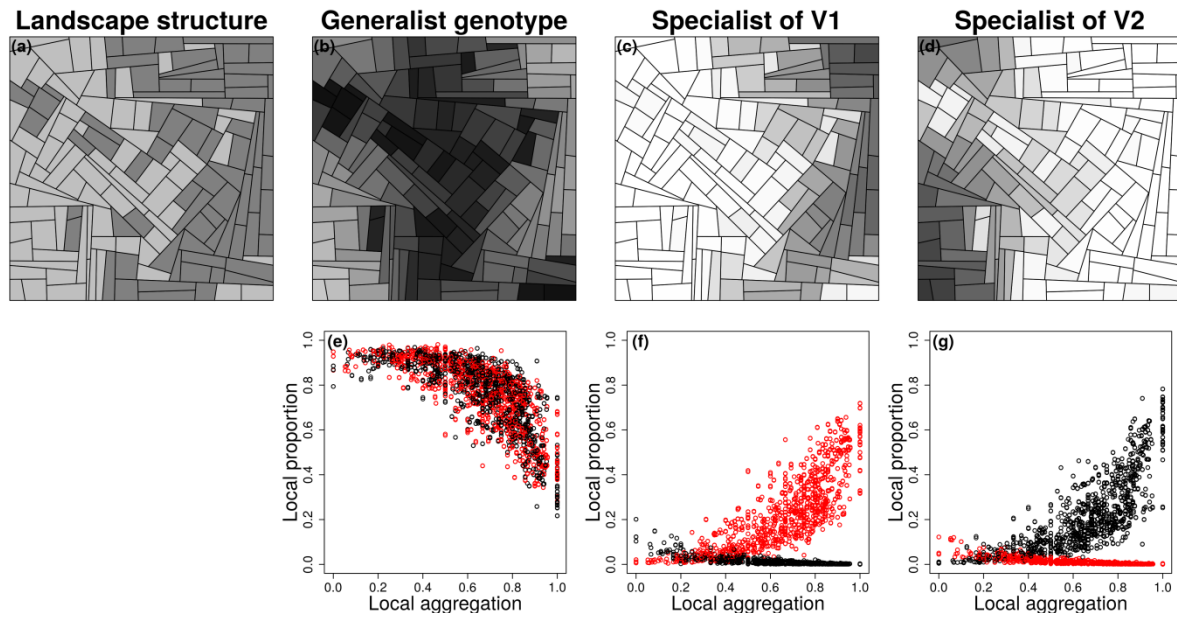 Landscape structure Generalist genotype Specialist of V1 Specialist of V2
(a) (b) (c) (d)
(e) (f) (g)
Local proportion Local proportion Local proportion
0.0 0.2 0.4 0.6 0.8 1.0 0.0 0.2 0.4 0.6 0.8 1.0 0.0 0.2 0.4 0.6 0.8 1.0
0.0 0.2 0.4 0.6 0.8 1.0 0.0 0.2 0.4 0.6 0.8 1.0 0.0 0.2 0.4 0.6 0.8 1.0
Local aggregation Local aggregation Local aggregation